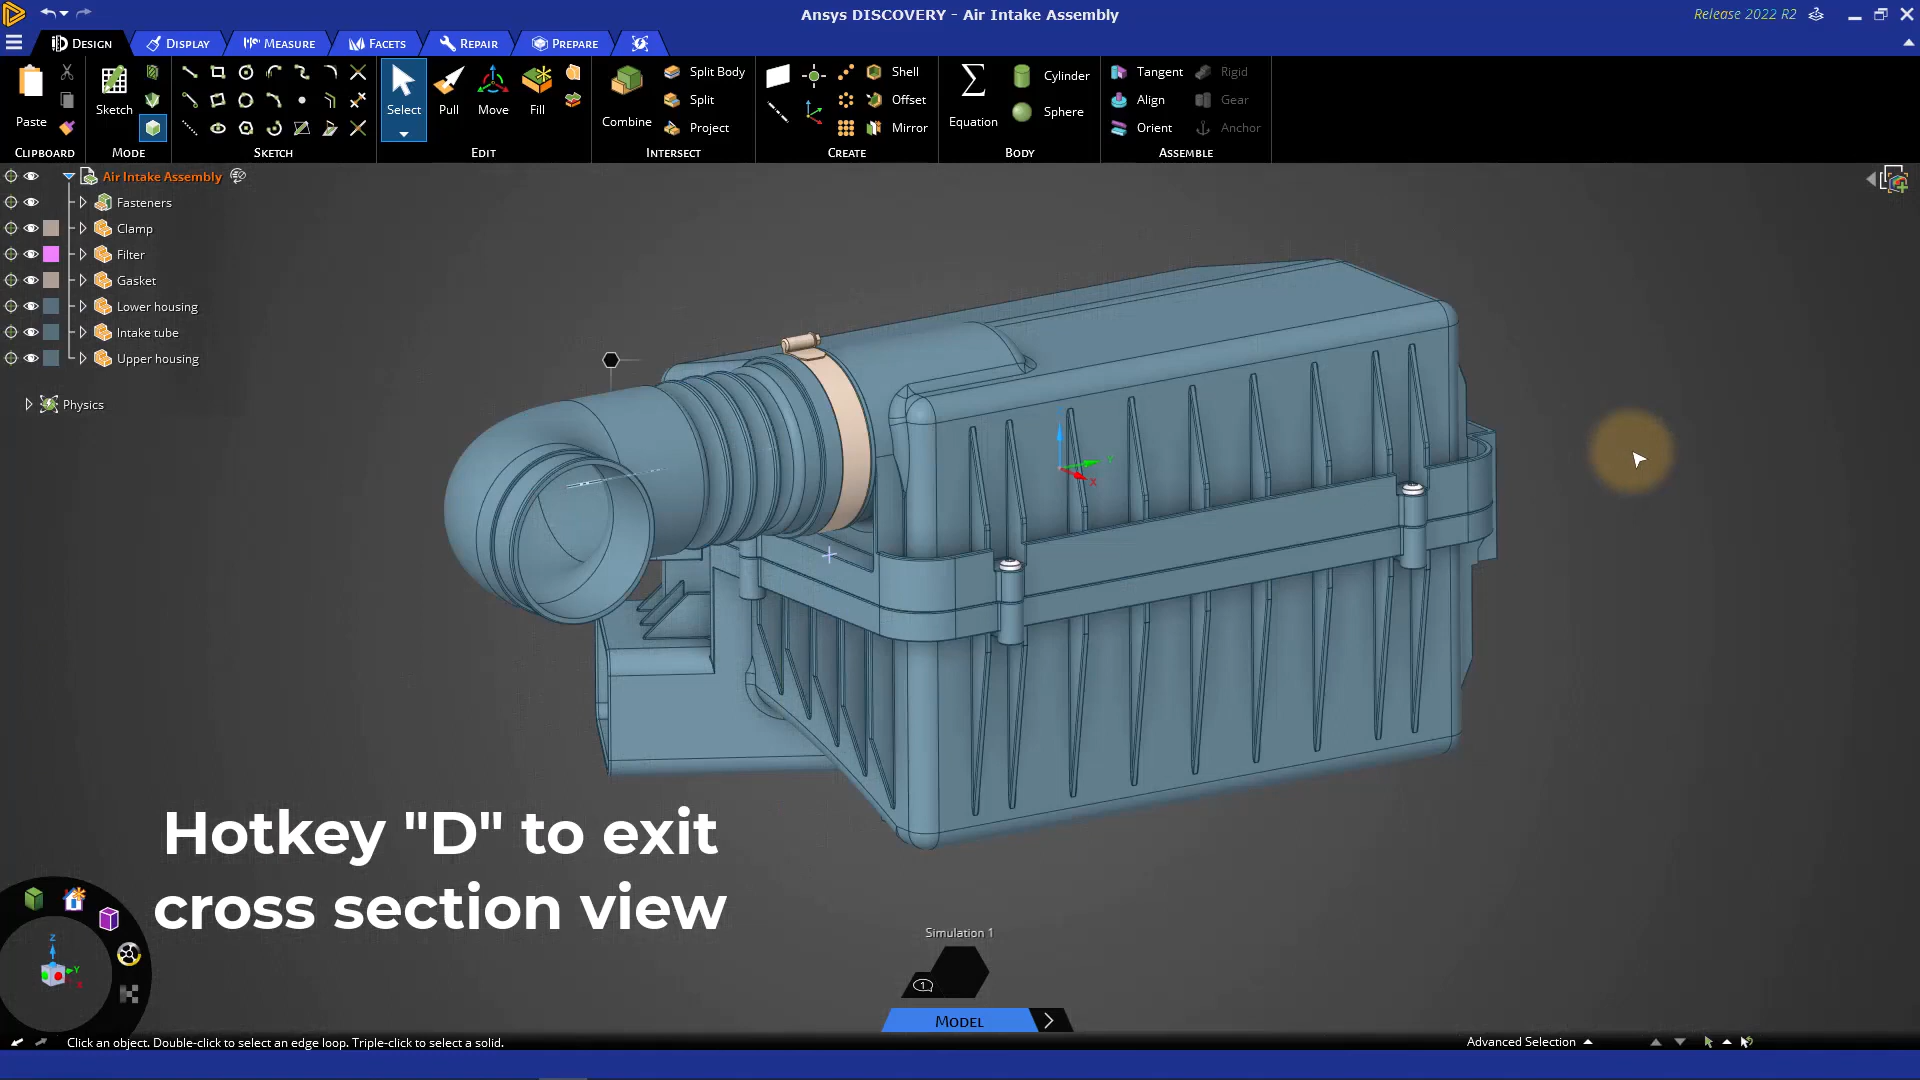 Ansys DISCOVERY - Air Intake Assembly
Release 2022 R2
DESIGN
DISPLAY
MEASURE
FACETS
REPAIR
PREPARE
Paste
CLIPBOARD
Sketch
MODE
SKETCH
Select
Pull
Move
Fill
EDIT
Combine
Split Body
Split
Project
INTERSECT
Shell
Offset
Mirror
CREATE
Equation
Cylinder
Sphere
BODY
Tangent
Align
Orient
Rigid
Gear
Anchor
ASSEMBLE
Air Intake Assembly
Fasteners
Clamp
Filter
Gasket
Lower housing
Intake tube
Upper housing
Physics
Y
X
Hotkey "D" to exit
cross section view
Z
Y
X
Simulation 1
1
MODEL
Click an object. Double-click to select an edge loop. Triple-click to select a solid.
Advanced Selection